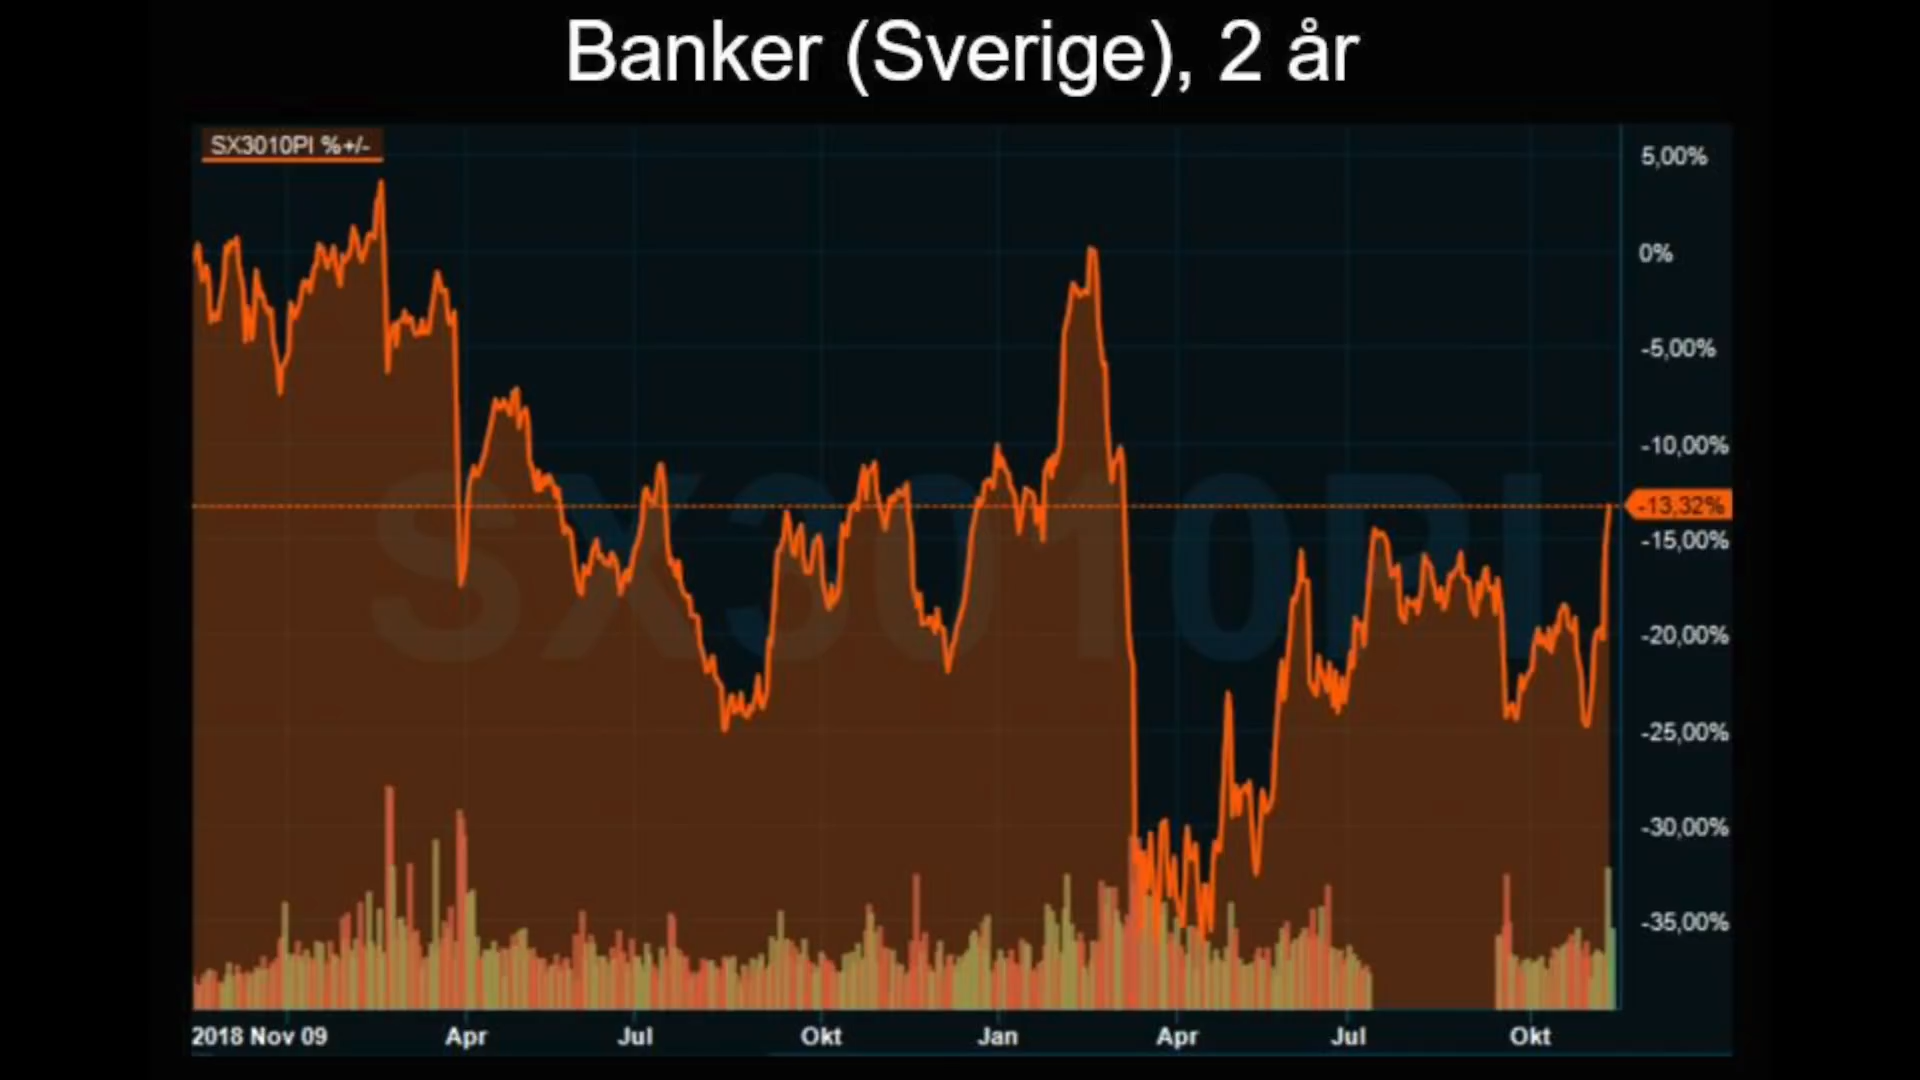 Banker (Sverige), 2 år
SX3010PI %+/-
5,00%
0%
-5,00%
-10,00%
-13,32%
-15,00%
-20,00%
-25,00%
-30,00%
-35,00%
SX3010PI
2018 Nov 09 Apr Jul Okt Jan Apr Jul Okt